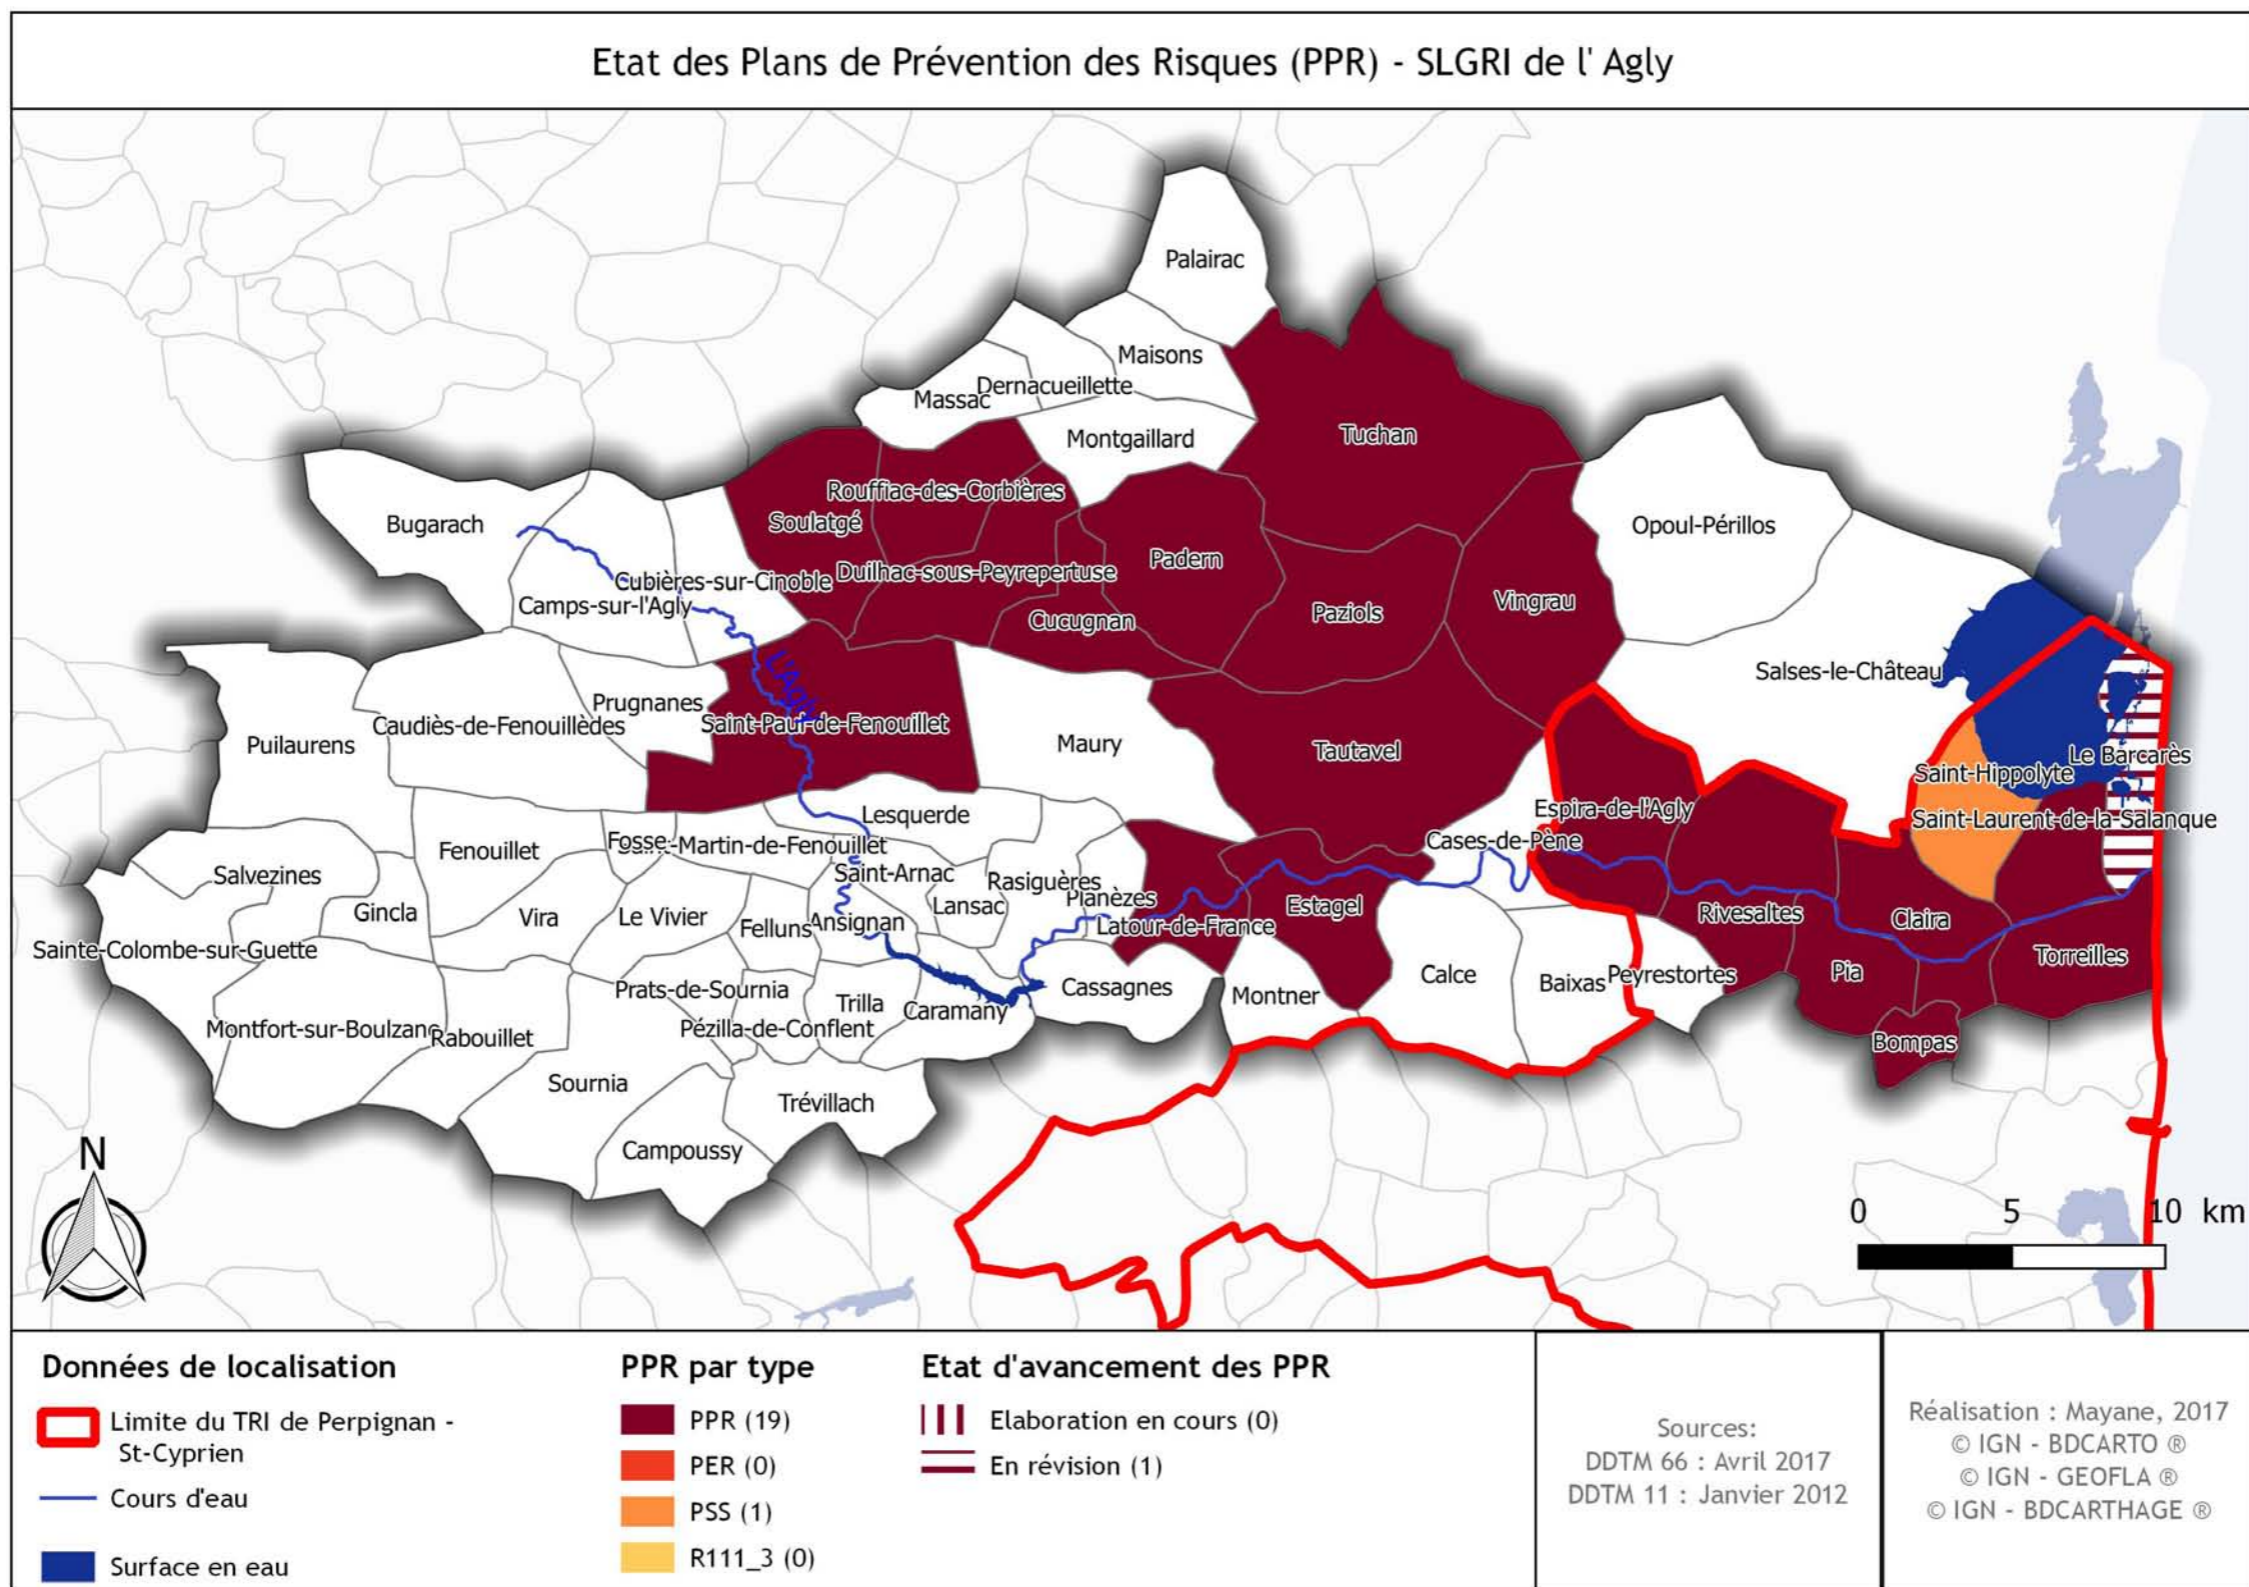 Etat des Plans de Prévention des Risques (PPR) - SLGRI de l' Agly
Palairac
Maisons
Dernacueillette
Massac
Montgaillard
Tuchan
Rouffiac-des-Corbières
Soulatgé
Bugarach
Opoul-Périllos
Padern
Duilhac-sous-Peyrepertuse
Cubières-sur-Cinoble
Camps-sur-l'Agly
Vingrau
Paziols
Cucugnan
L'Agly
Salses-le-Château
Prugnanes
Saint-Paul-de-Fenouillet
Caudiès-de-Fenouillèdes
Puilaurens
Maury
Tautavel
Le Barcarès
Saint-Hippolyte
Espira-de-l'Agly
Saint-Laurent-de-la-Salanque
Lesquerde
Cases-de-Pène
Fosse
Saint-Martin-de-Fenouillet
Fenouillet
Salvezines
Saint-Arnac
Rasiguères
Planèzes
Lansac
Estagel
Gincla
Vira
Le Vivier
Felluns
Ansignan
Latour-de-France
Rivesaltes
Claira
Sainte-Colombe-sur-Guette
Torreilles
Pia
Calce
Baixas
Peyrestortes
Cassagnes
Montner
Prats-de-Sournia
Trilla
Caramany
Pézilla-de-Conflent
Montfort-sur-Boulzane
Rabouillet
Bompas
Sournia
Trévillach
Campoussy
N
0 5 10 km
Données de localisation
Limite du TRI de Perpignan -
St-Cyprien
Cours d'eau
Surface en eau
PPR par type
PPR (19)
PER (0)
PSS (1)
R111_3 (0)
Etat d'avancement des PPR
Elaboration en cours (0)
En révision (1)
Sources:
DDTM 66 : Avril 2017
DDTM 11 : Janvier 2012
Réalisation : Mayane, 2017
© IGN - BDCARTO ®
© IGN - GEOFLA ®
© IGN - BDCARTHAGE ®